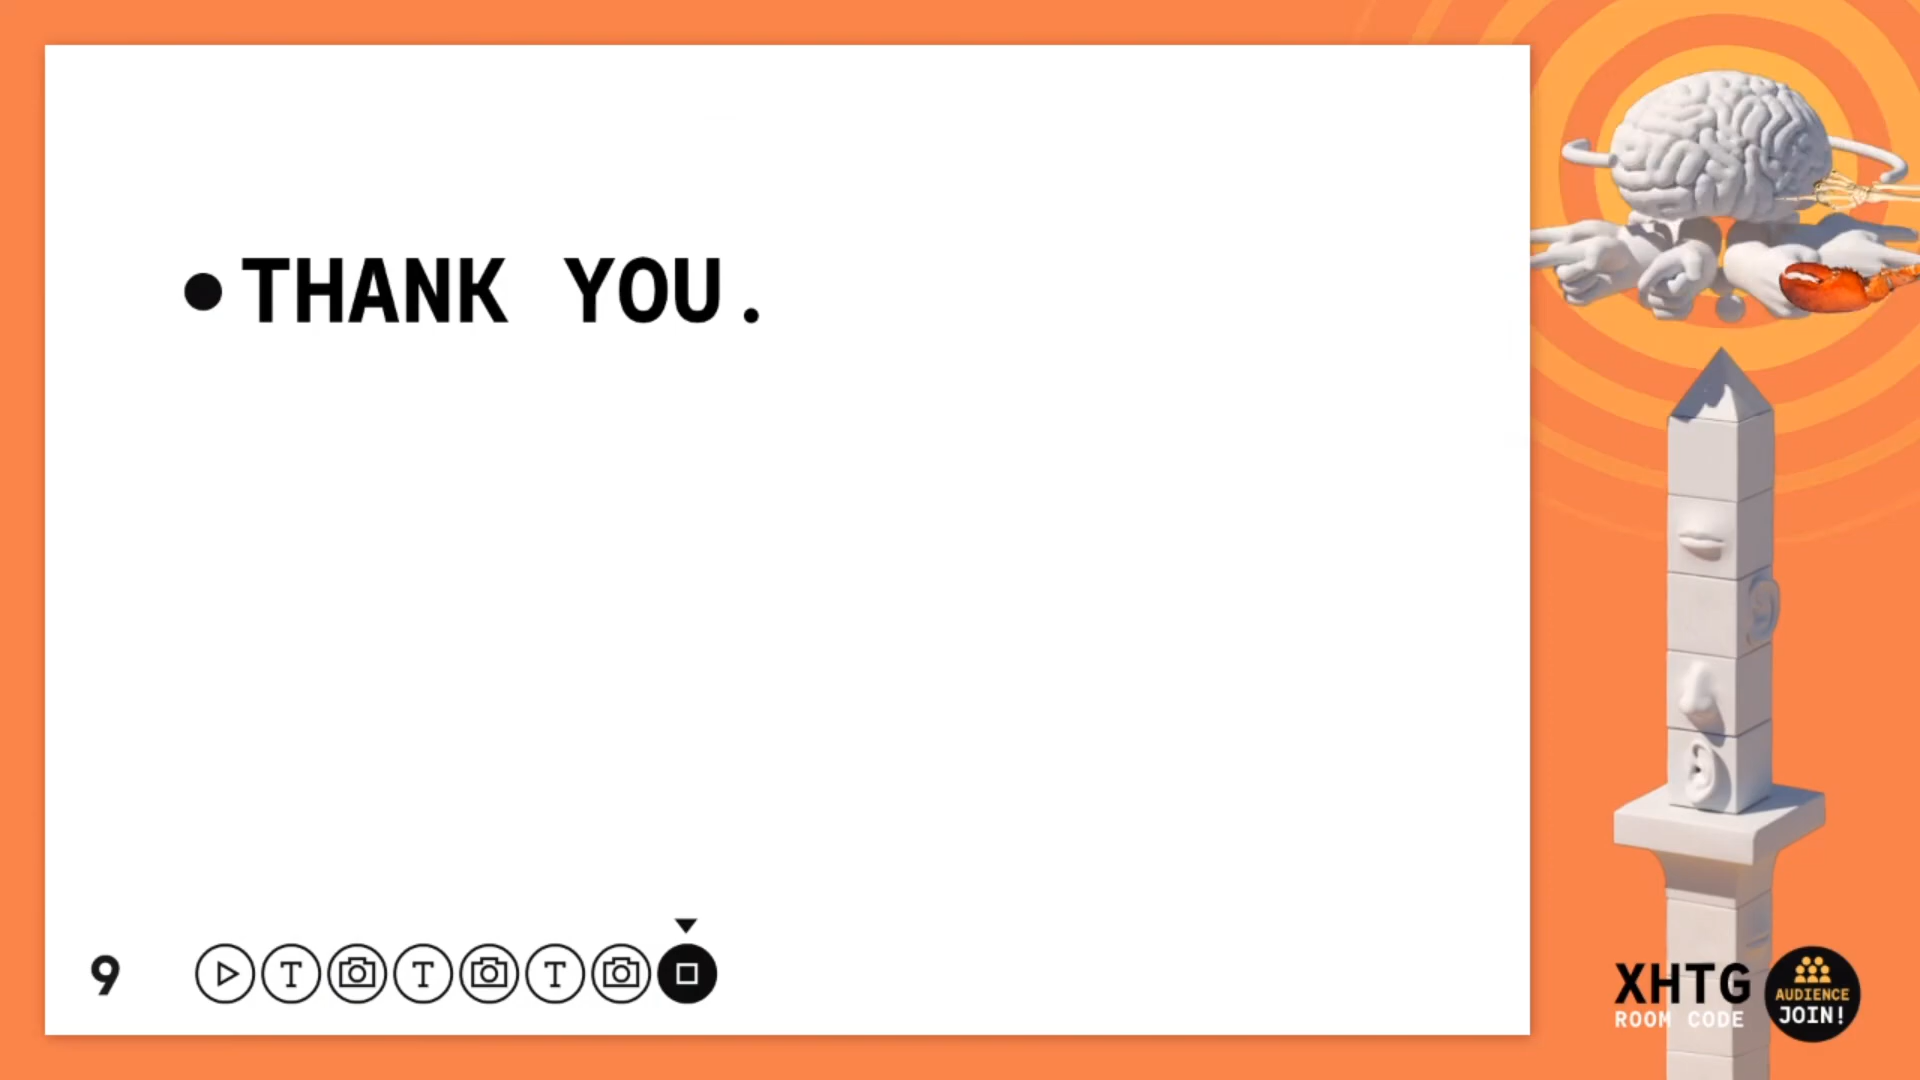 ● THANK YOU.
9
T T T
XHTG
ROOM CODE
AUDIENCE
JOIN!